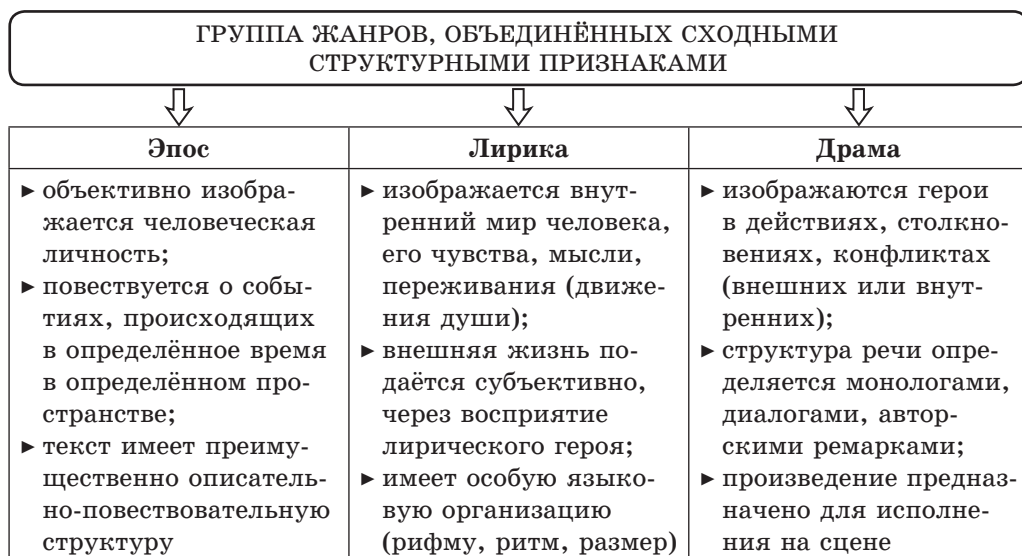 ГРУППА ЖАНРОВ, ОБЪЕДИНЁННЫХ СХОДНЫМИ
СТРУКТУРНЫМИ ПРИЗНАКАМИ
Эпос
► объективно изобра-
жается человеческая
личность;
► повествуется о собы-
тиях, происходящих
в определённое время
в определённом про-
странстве;
► текст имеет преиму-
щественно описатель-
но-повествовательную
структуру
Лирика
► изображается внут-
ренний мир человека,
его чувства, мысли,
переживания (движе-
ния души);
► внешняя жизнь по-
даётся субъективно,
через восприятие
лирического героя;
► имеет особую языко-
вую организацию
(рифму, ритм, размер)
Драма
► изображаются герои
в действиях, столкно-
вениях, конфликтах
(внешних или внут-
ренних);
► структура речи опре-
деляется монологами,
диалогами, автор-
скими ремарками;
► произведение предназ-
начено для исполне-
ния на сцене